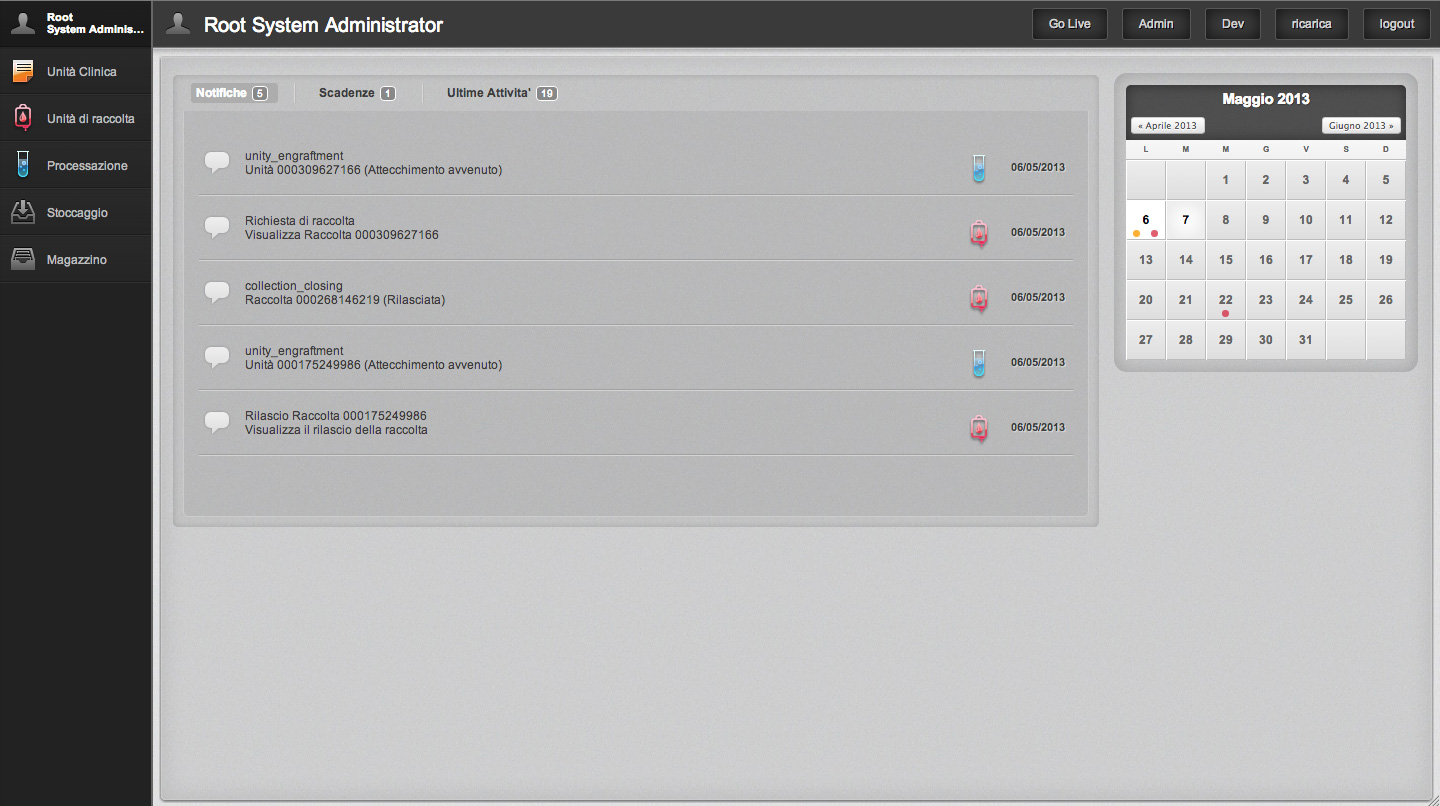 Root
System Adminis...
Unità Clinica
Unità di raccolta
Processazione
Stoccaggio
Magazzino
Root System Administrator
Go Live
Admin
Dev
ricarica
logout
Notifiche 5
Scadenze 1
Ultime Attivita' 19
unity_engraftment
Unità 000309627166 (Attecchimento avvenuto)
06/05/2013
Richiesta di raccolta
Visualizza Raccolta 000309627166
06/05/2013
collection_closing
Raccolta 000268146219 (Rilasciata)
06/05/2013
unity_engraftment
Unità 000175249986 (Attecchimento avvenuto)
06/05/2013
Rilascio Raccolta 000175249986
Visualizza il rilascio della raccolta
06/05/2013
Maggio 2013
« Aprile 2013 Giugno 2013 »
L M M G V S D
1 2 3 4 5
6 7 8 9 10 11 12
13 14 15 16 17 18 19
20 21 22 23 24 25 26
27 28 29 30 31